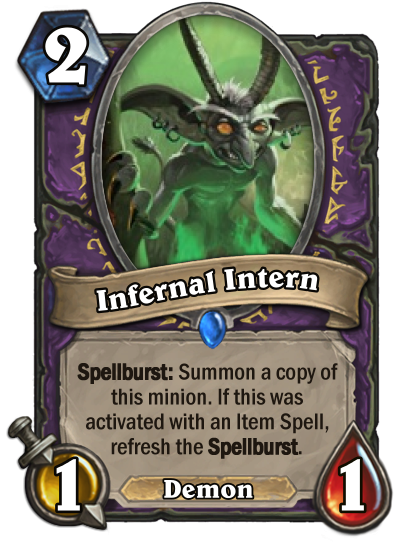 2
Infernal Intern
Spellburst: Summon a copy of
this minion. If this was
activated with an Item Spell,
refresh the Spellburst.
1
Demon
1